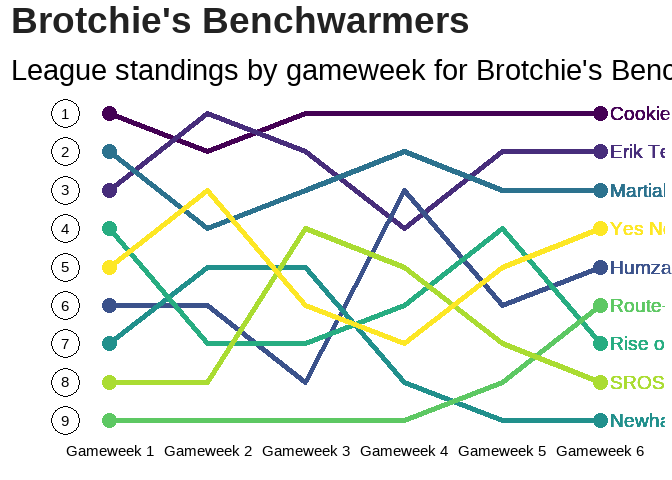 Brotchie's Benchwarmers
League standings by gameweek for Brotchie's Benc
1 Cookie
2 Erik Te
3 Martial
4 Yes No
5 Humza
6 Route-
7 Rise o
8 SROS
9 Newha
Gameweek 1 Gameweek 2 Gameweek 3 Gameweek 4 Gameweek 5 Gameweek 6